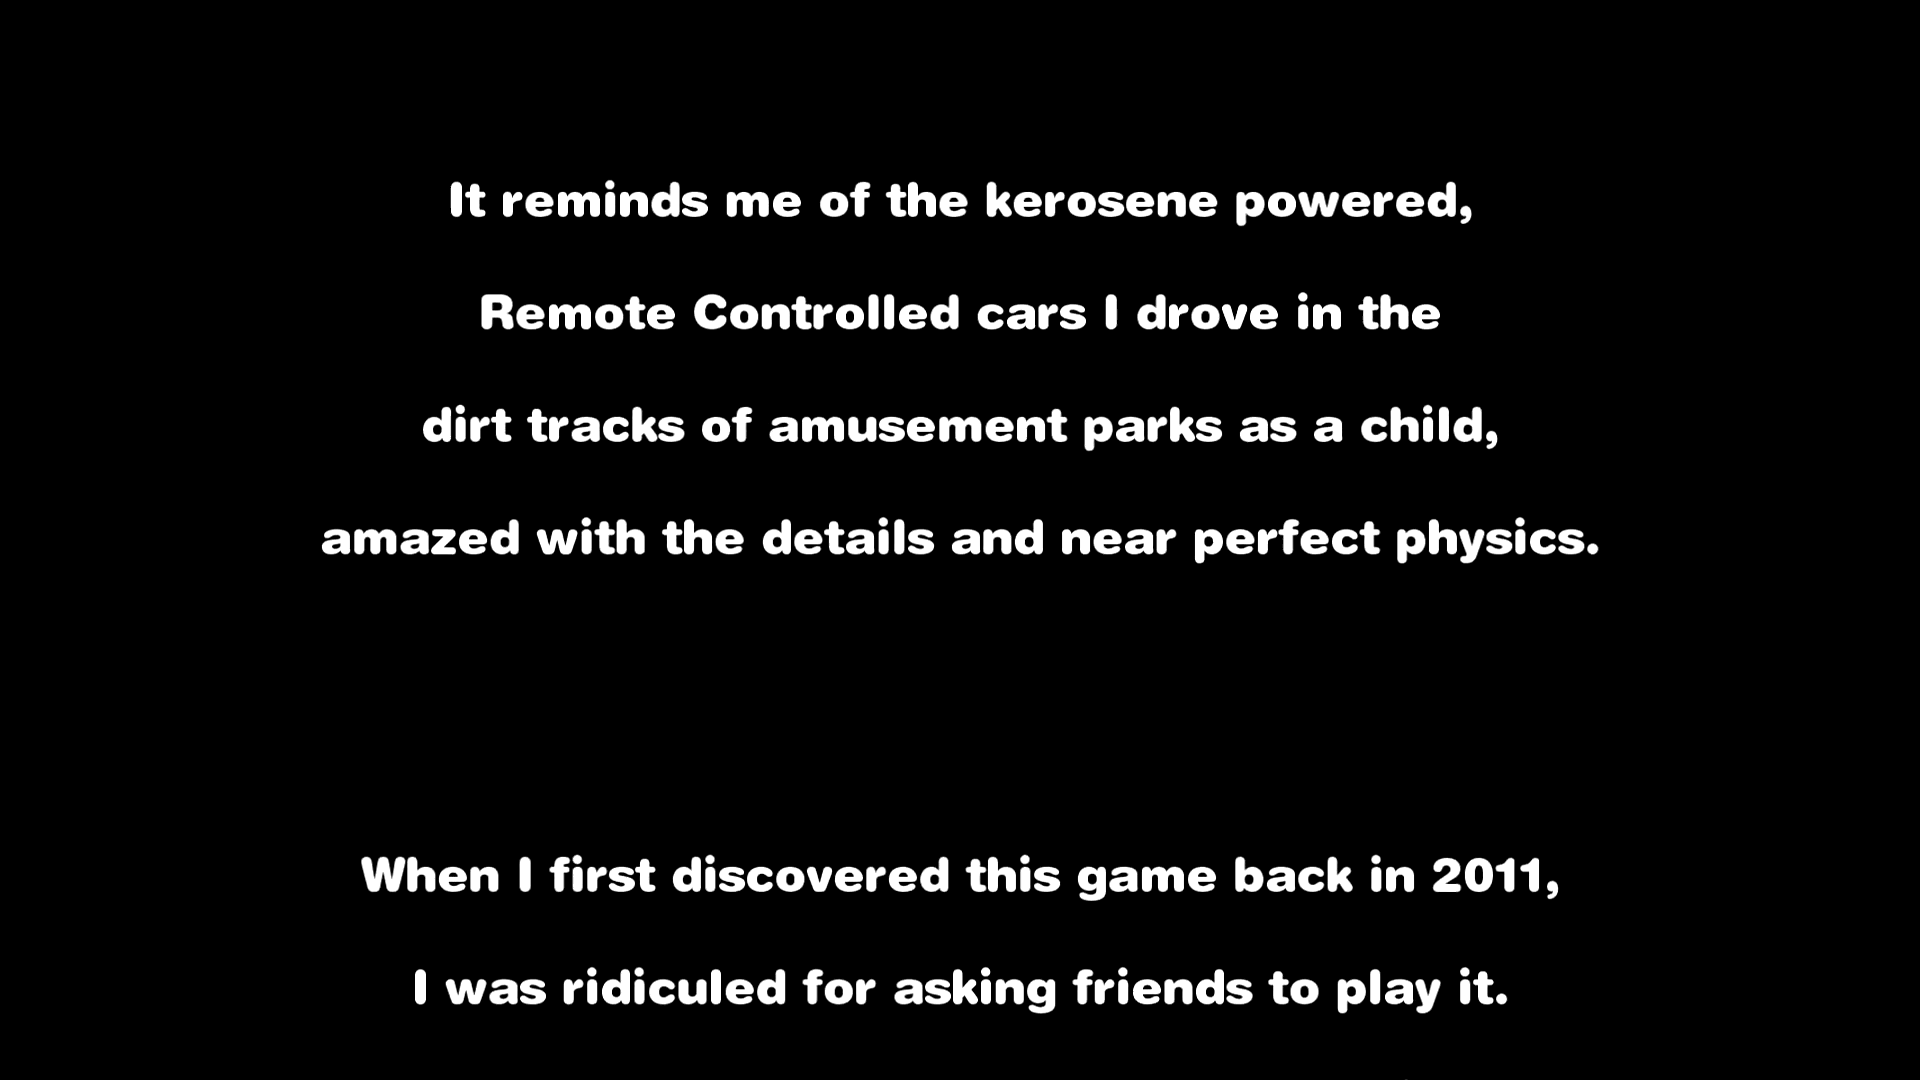 It reminds me of the kerosene powered,
Remote Controlled cars I drove in the
dirt tracks of amusement parks as a child,
amazed with the details and near perfect physics.
When I first discovered this game back in 2011,
I was ridiculed for asking friends to play it.